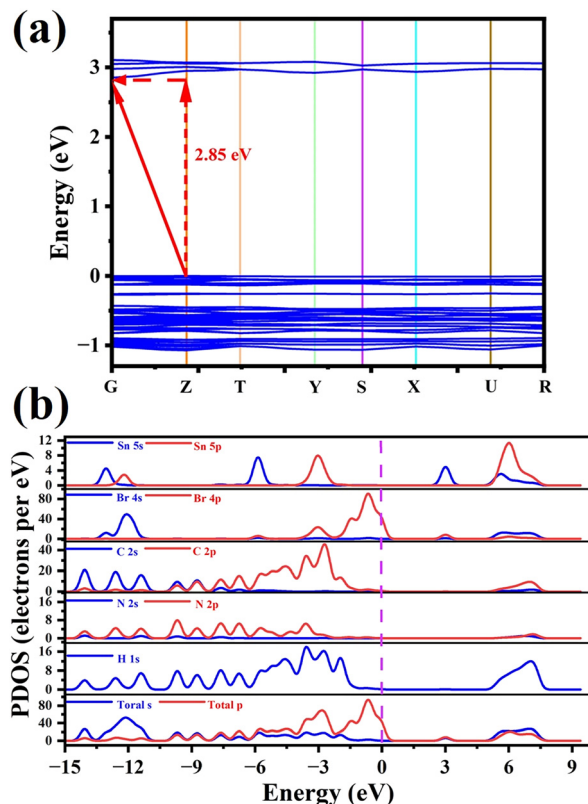 (a)
Energy (eV)
3
2
1
0
−1
2.85 eV
G Z T Y S X U R
(b)
PDOS (electrons per eV)
12
8
4
0
Sn 5s Sn 5p
80
40
0
Br 4s Br 4p
40
20
0
C 2s C 2p
16
12
8
4
0
N 2s N 2p
16
8
0
H 1s
80
40
0
Toral s Total p
−15 −12 −9 −6 −3 0 3 6 9
Energy (eV)